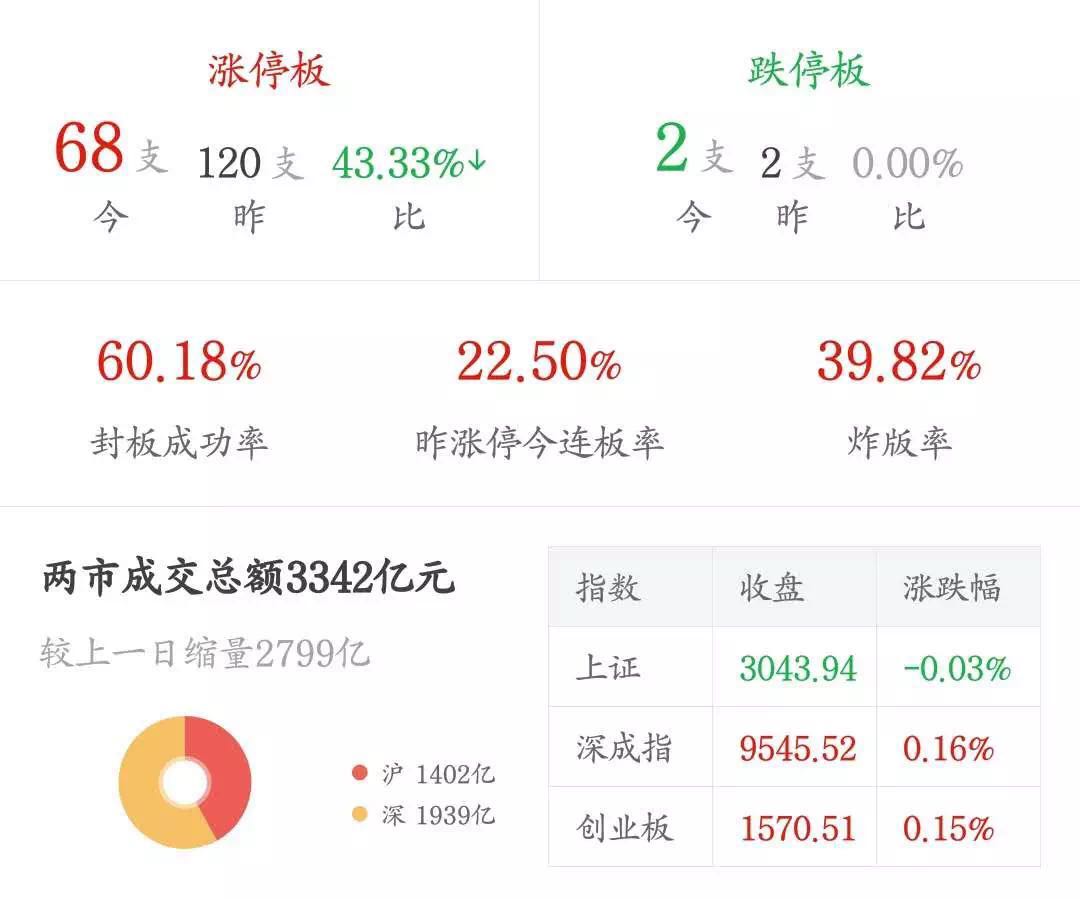 涨停板
68支 120支 43.33%↓
今 昨 比
跌停板
2支 2支 0.00%
今 昨 比
60.18% 22.50% 39.82%
封板成功率 昨涨停今连板率 炸版率
两市成交总额3342亿元
较上一日缩量2799亿
沪 1402亿
深 1939亿
指数 收盘 涨跌幅
上证 3043.94 -0.03%
深成指 9545.52 0.16%
创业板 1570.51 0.15%